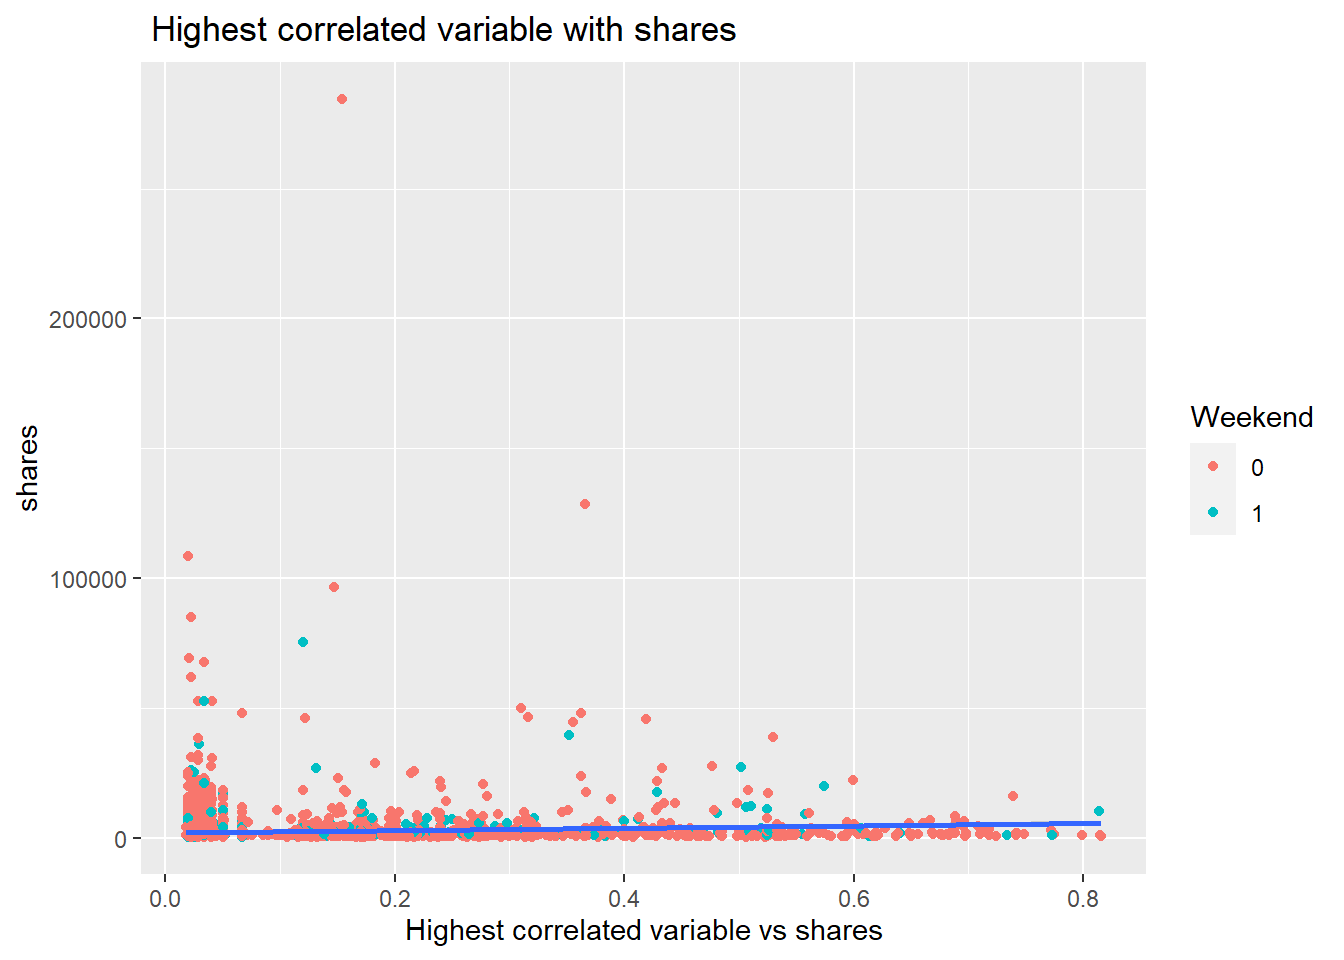 Highest correlated variable with shares
200000
100000
0
shares
0.0 0.2 0.4 0.6 0.8
Highest correlated variable vs shares
Weekend
0
1